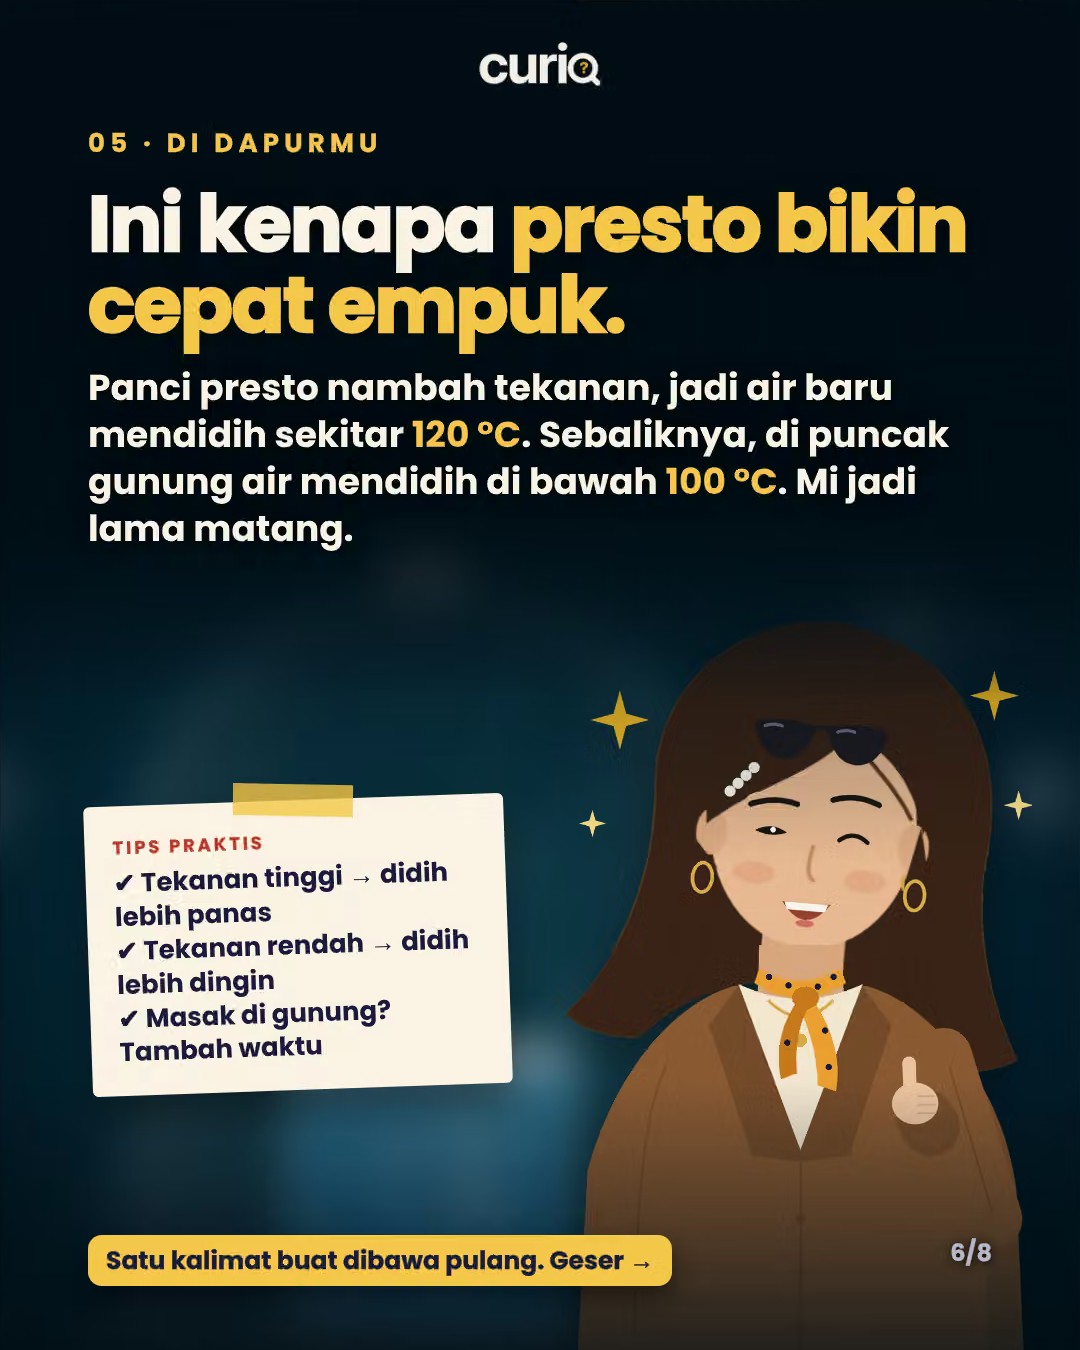 curiQ
05 · DI DAPURMU
Ini kenapa presto bikin
cepat empuk.
Panci presto nambah tekanan, jadi air baru
mendidih sekitar 120 °C. Sebaliknya, di puncak
gunung air mendidih di bawah 100 °C. Mi jadi
lama matang.
TIPS PRAKTIS
✔ Tekanan tinggi → didih
lebih panas
✔ Tekanan rendah → didih
lebih dingin
✔ Masak di gunung?
Tambah waktu
Satu kalimat buat dibawa pulang. Geser →
6/8